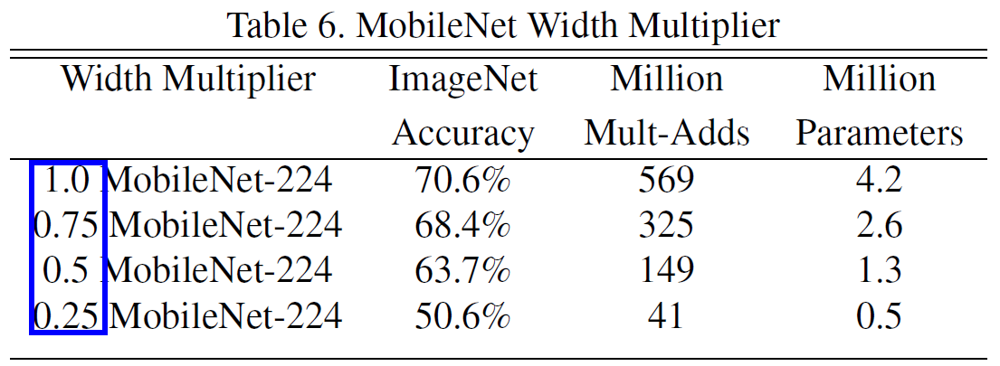 Table 6. MobileNet Width Multiplier
Width Multiplier ImageNet Million Million
Accuracy Mult-Adds Parameters
1.0 MobileNet-224 70.6% 569 4.2
0.75 MobileNet-224 68.4% 325 2.6
0.5 MobileNet-224 63.7% 149 1.3
0.25 MobileNet-224 50.6% 41 0.5